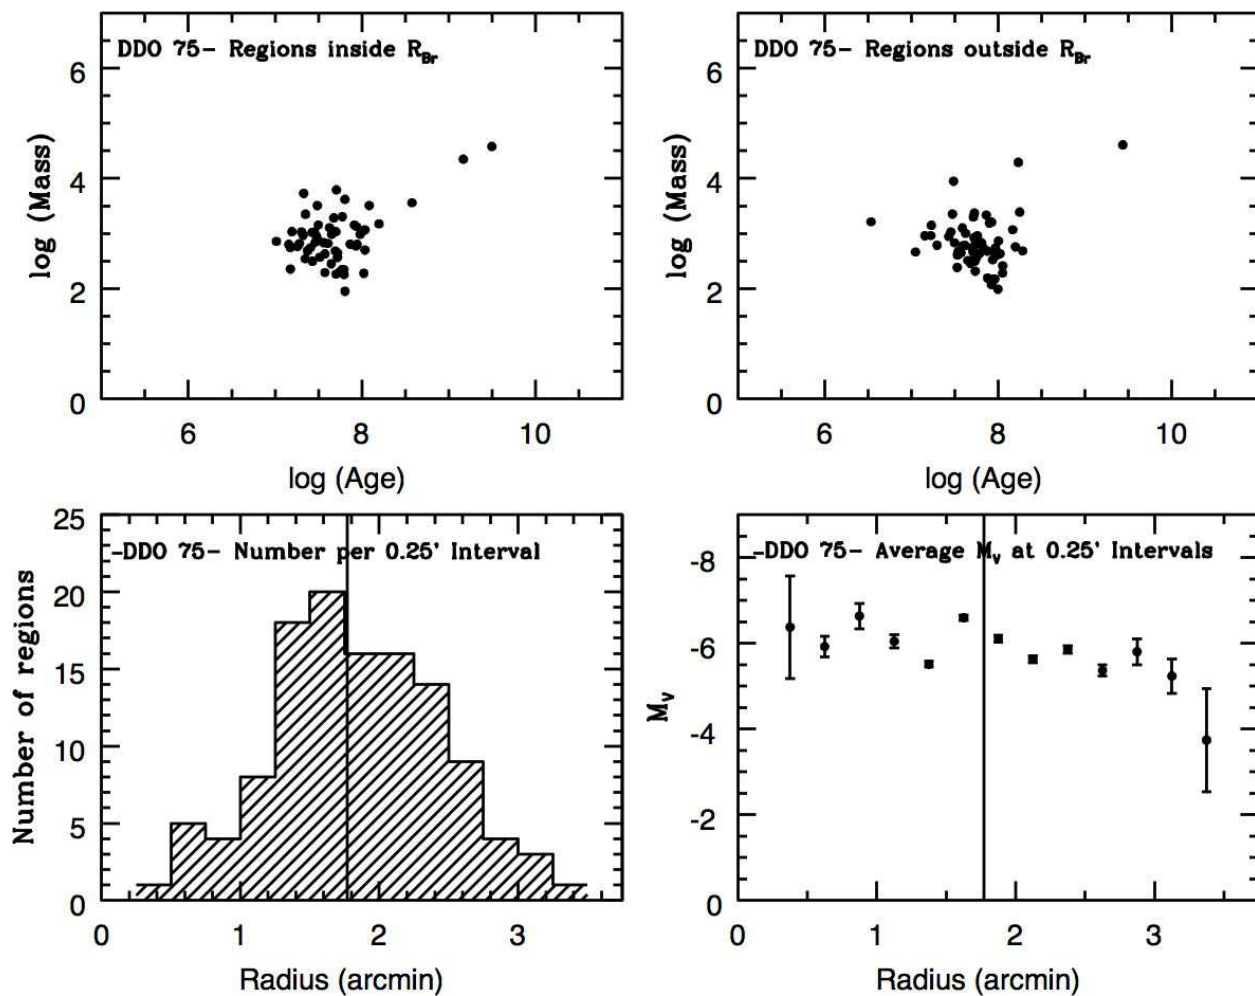 DDO 75- Regions inside R_Br
6
4
2
0
log (Mass)
6 8 10
log (Age)
DDO 75- Regions outside R_Br
6
4
2
0
log (Mass)
6 8 10
log (Age)
-DDO 75- Number per 0.25' Interval
25
20
15
10
5
0
Number of regions
0 1 2 3
Radius (arcmin)
-DDO 75- Average M_V at 0.25' Intervals
-8
-6
-4
-2
0
M_V
0 1 2 3
Radius (arcmin)